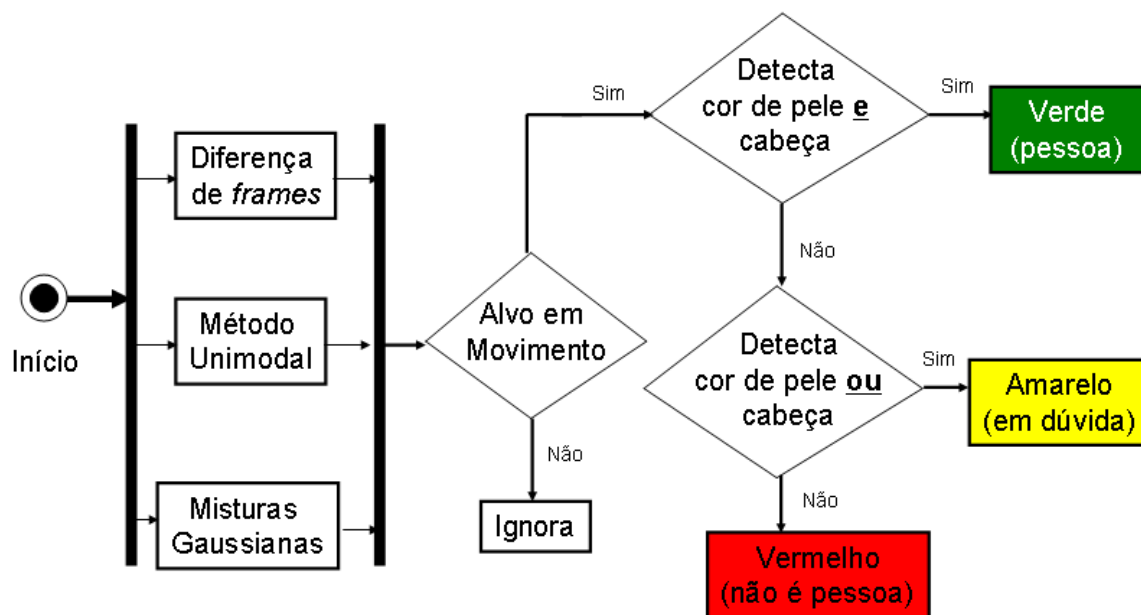 Início
Diferença
de frames
Método
Unimodal
Misturas
Gaussianas
Alvo em
Movimento
Não
Ignora
Sim
Detecta
cor de pele e
cabeça
Sim
Verde
(pessoa)
Não
Detecta
cor de pele ou
cabeça
Sim
Amarelo
(em dúvida)
Não
Vermelho
(não é pessoa)